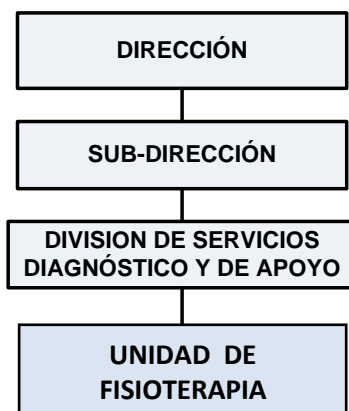 DIRECCIÓN
SUB-DIRECCIÓN
DIVISION DE SERVICIOS
DIAGNÓSTICO Y DE APOYO
UNIDAD DE
FISIOTERAPIA